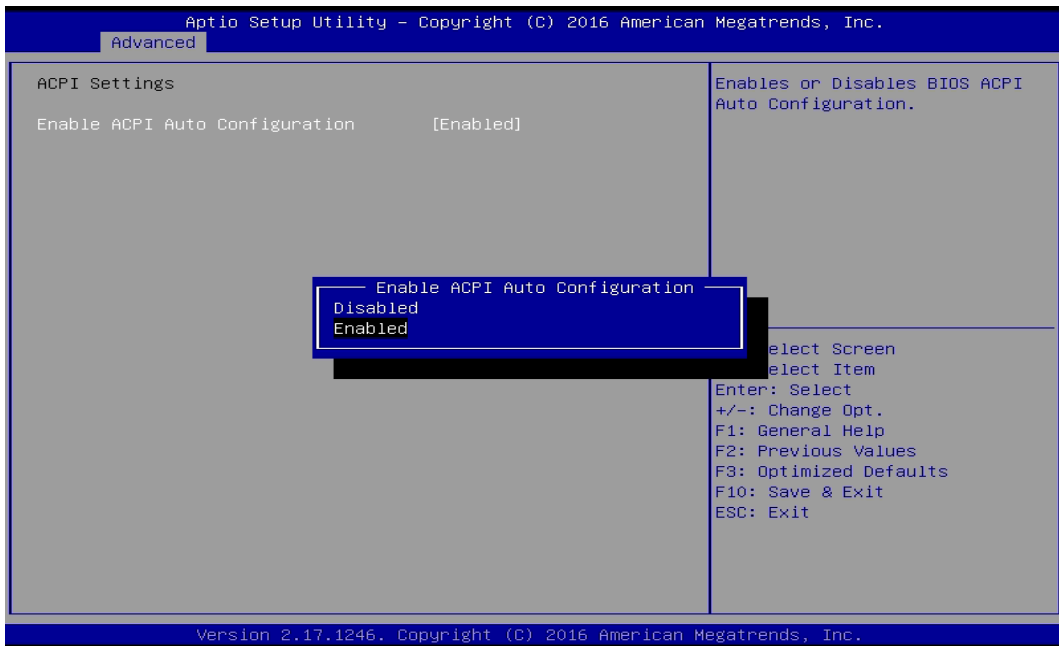 Aptio Setup Utility – Copyright (C) 2016 American Megatrends, Inc.
Advanced
ACPI Settings
Enable ACPI Auto Configuration [Enabled]
Enables or Disables BIOS ACPI
Auto Configuration.
Enable ACPI Auto Configuration
Disabled
Enabled
elect Screen
elect Item
Enter: Select
+/-: Change Opt.
F1: General Help
F2: Previous Values
F3: Optimized Defaults
F10: Save & Exit
ESC: Exit
Version 2.17.1246. Copyright (C) 2016 American Megatrends, Inc.